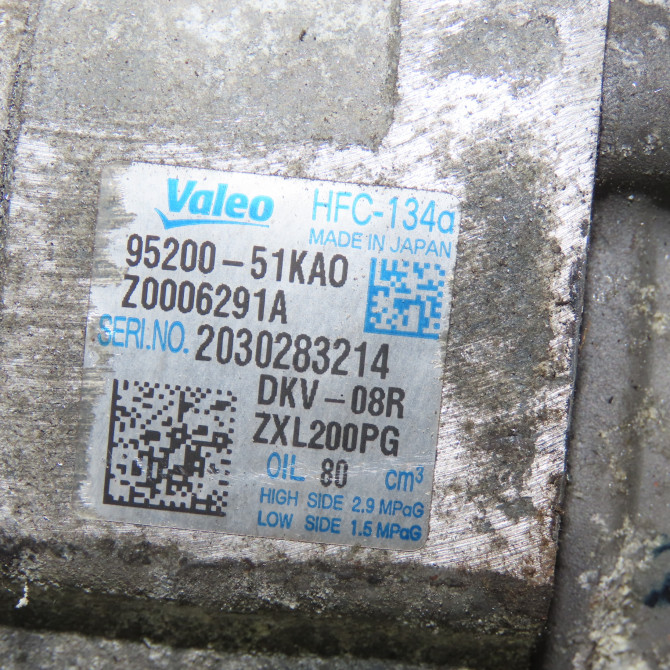 Valeo HFC-134a
MADE IN JAPAN
95200-51KA0
Z0006291A
SERI.NO. 2030283214
DKV-08R
ZXL200PG
OIL 80 cm³
HIGH SIDE 2.9 MPaG
LOW SIDE 1.5 MPaG